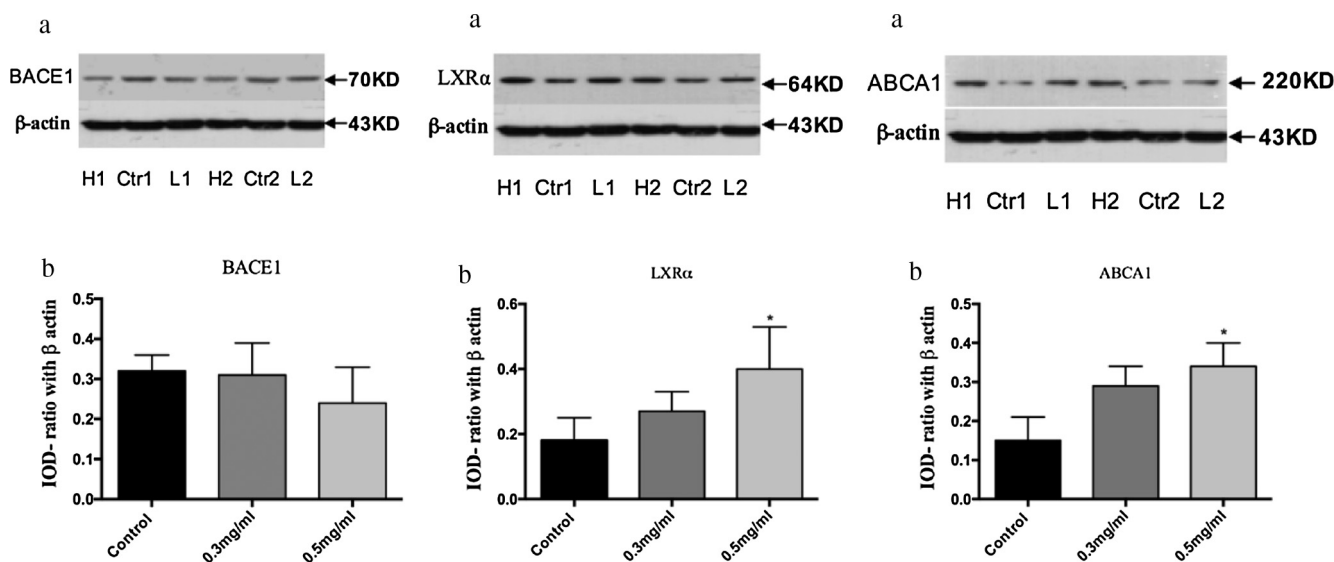 a
BACE1
70KD
β-actin
43KD
H1 Ctr1 L1 H2 Ctr2 L2
a
LXRα
64KD
β-actin
43KD
H1 Ctr1 L1 H2 Ctr2 L2
a
ABCA1
220KD
β-actin
43KD
H1 Ctr1 L1 H2 Ctr2 L2
b
BACE1
IOD- ratio with β actin
0.5
0.4
0.3
0.2
0.1
0.0
Control
0.3mg/ml
0.5mg/ml
b
LXRα
IOD- ratio with β actin
0.6
0.4
0.2
0.0
*
Control
0.3mg/ml
0.5mg/ml
b
ABCA1
IOD- ratio with β actin
0.5
0.4
0.3
0.2
0.1
0.0
*
Control
0.3mg/ml
0.5mg/ml